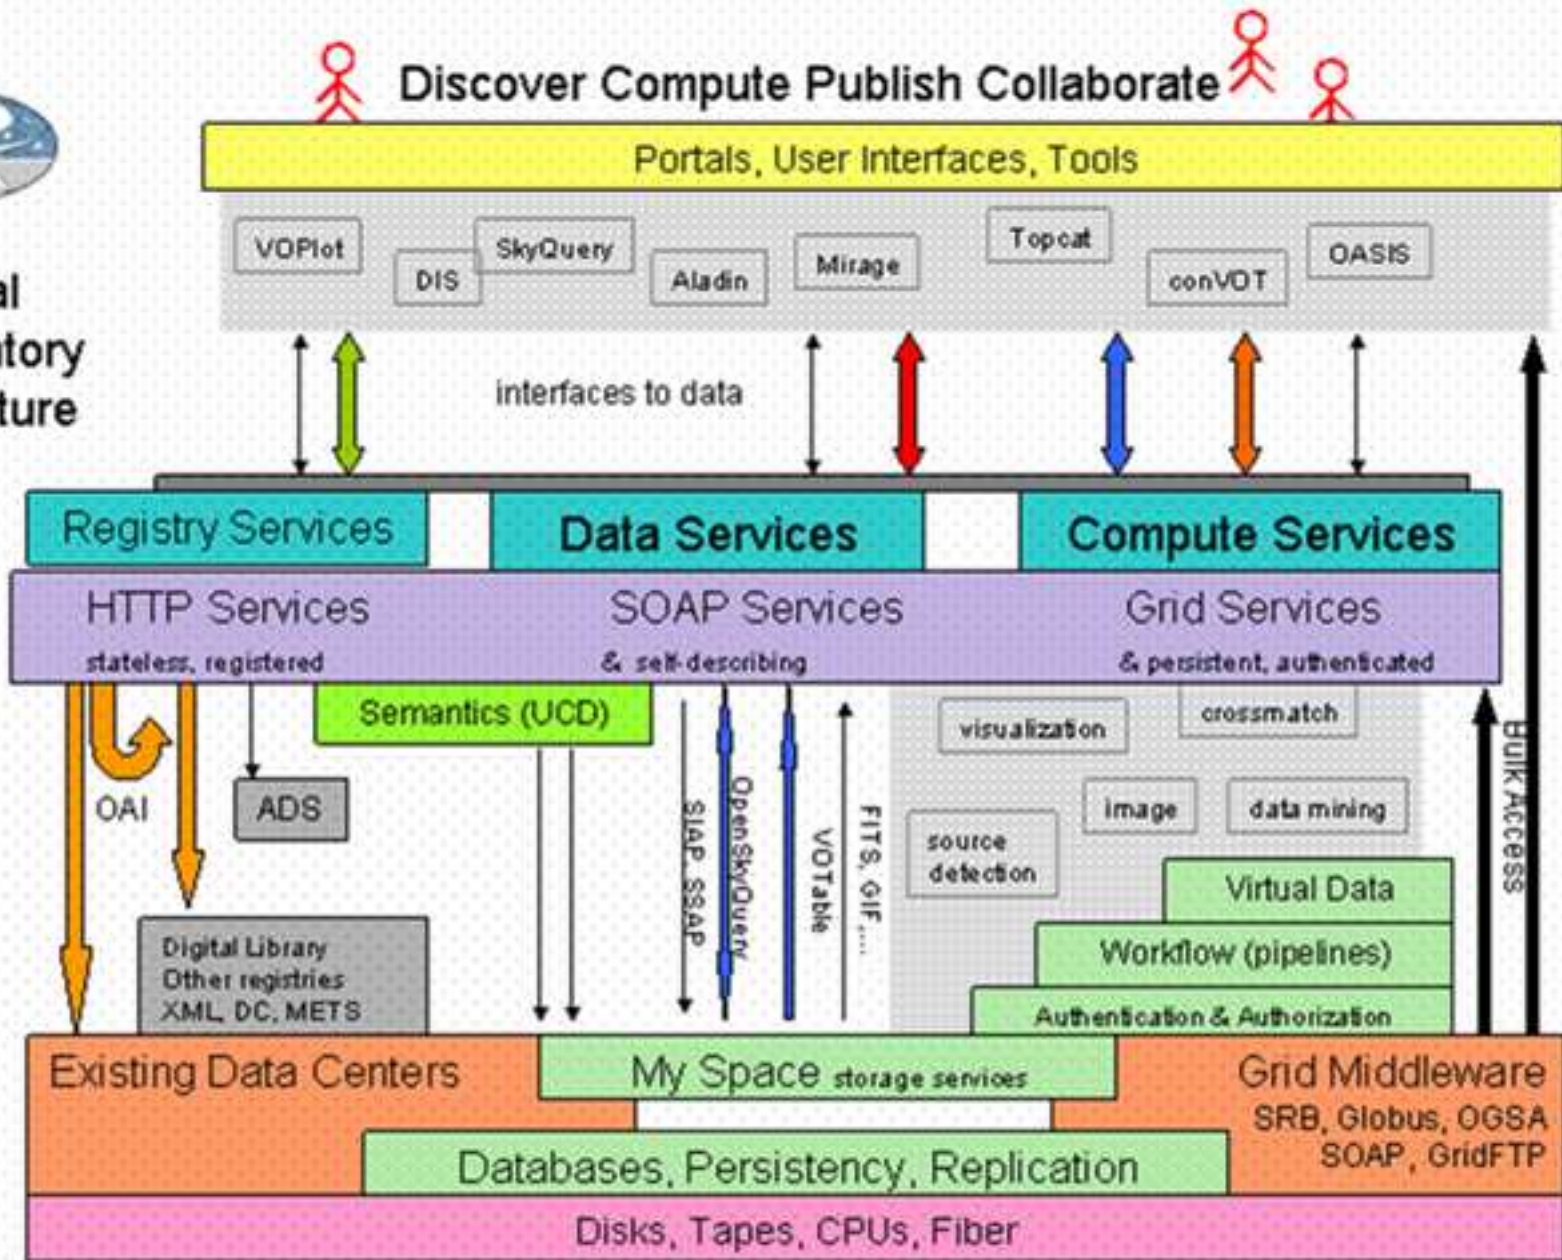 Discover Compute Publish Collaborate
Portals, User Interfaces, Tools
VOPlot
DIS
SkyQuery
Aladin
Mirage
Topcat
conVOT
OASIS
al
tory
ture
interfaces to data
Registry Services
Data Services
Compute Services
HTTP Services
stateless, registered
SOAP Services
& self-describing
Grid Services
& persistent, authenticated
Semantics (UCD)
OAI
ADS
SIAP, SSAP
OpenSkyQuery
VOTable
FITS, GIF,...
visualization
crossmatch
image
data mining
source
detection
Bulk Access
Virtual Data
Workflow (pipelines)
Authentication & Authorization
Digital Library
Other registries
XML, DC, METS
Existing Data Centers
My Space storage services
Grid Middleware
SRB, Globus, OGSA
SOAP, GridFTP
Databases, Persistency, Replication
Disks, Tapes, CPUs, Fiber